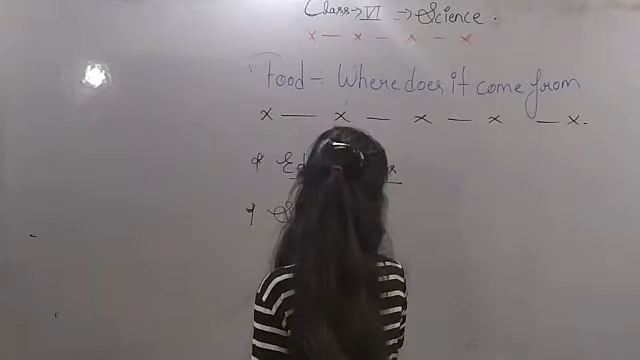 Class → VI → Science.
x — x — x — x
Food -: Where does it come from
x — x — x — x — x.